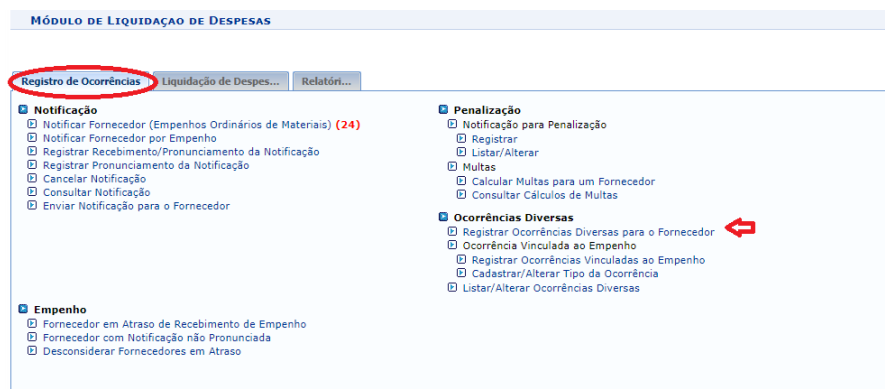 Módulo de Liquidaçao de Despesas
Registro de Ocorrências
Liquidação de Despes...
Relatóri...
Notificação
Notificar Fornecedor (Empenhos Ordinários de Materiais) (24)
Notificar Fornecedor por Empenho
Registrar Recebimento/Pronunciamento da Notificação
Registrar Pronunciamento da Notificação
Cancelar Notificação
Consultar Notificação
Enviar Notificação para o Fornecedor
Penalização
Notificação para Penalização
Registrar
Listar/Alterar
Multas
Calcular Multas para um Fornecedor
Consultar Cálculos de Multas
Ocorrências Diversas
Registrar Ocorrências Diversas para o Fornecedor
Ocorrência Vinculada ao Empenho
Registrar Ocorrências Vinculadas ao Empenho
Cadastrar/Alterar Tipo da Ocorrência
Listar/Alterar Ocorrências Diversas
Empenho
Fornecedor em Atraso de Recebimento de Empenho
Fornecedor com Notificação não Pronunciada
Desconsiderar Fornecedores em Atraso